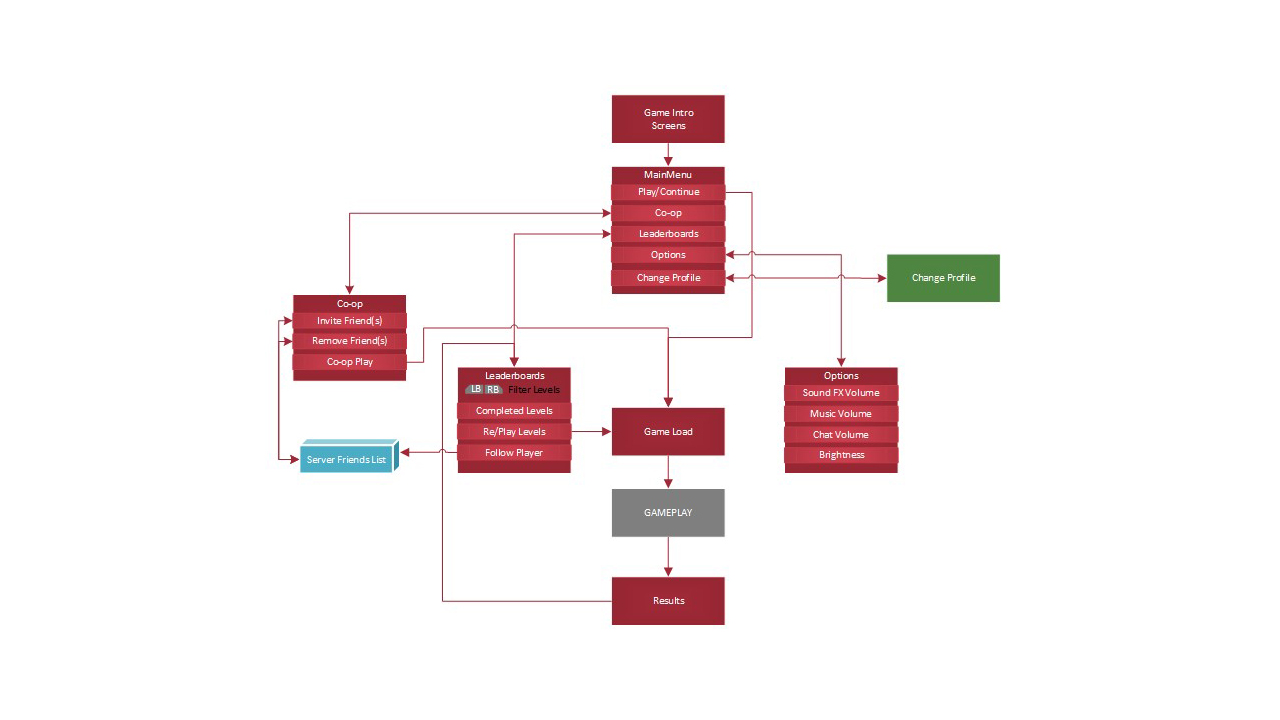 Game Intro
Screens
MainMenu
Play/Continue
Co-op
Leaderboards
Options
Change Profile
Change Profile
Co-op
Invite Friend(s)
Remove Friend(s)
Co-op Play
Leaderboards
LB RB Filter Levels
Completed Levels
Re/Play Levels
Follow Player
Options
Sound FX Volume
Music Volume
Chat Volume
Brightness
Game Load
Server Friends List
GAMEPLAY
Results